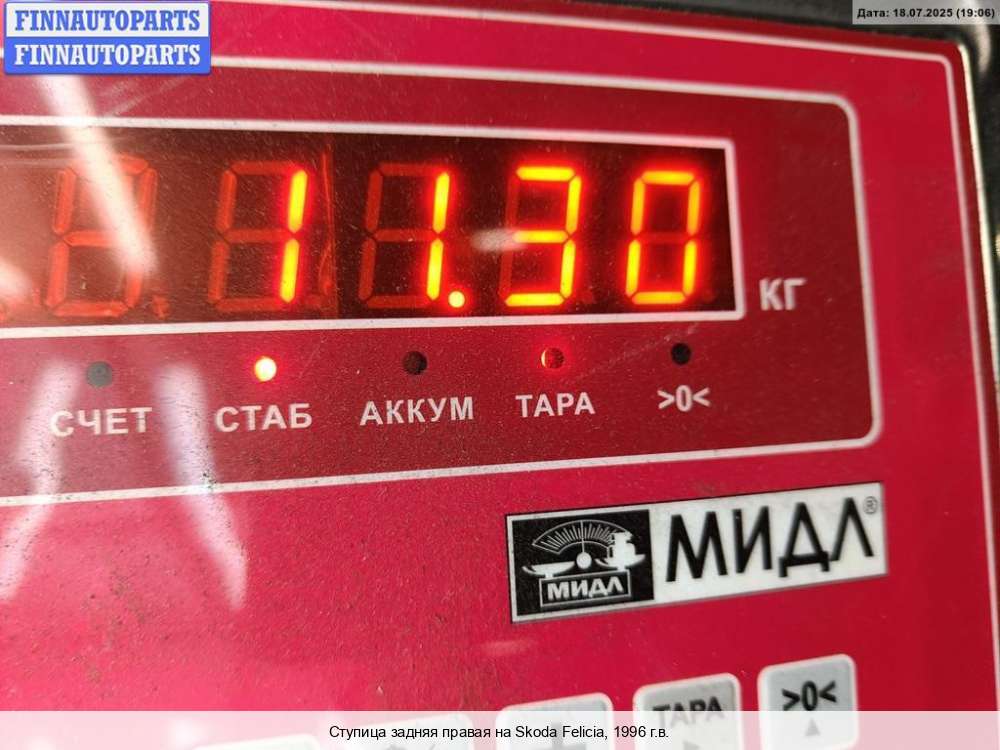 FINNAUTOPARTS
FINNAUTOPARTS
Дата: 18.07.2025 (19:06)
11.30
КГ
СЧЕТ СТАБ АККУМ ТАРА >0<
МИДЛ МИДЛ®
ТАРА >0<
Ступица задняя правая на Skoda Felicia, 1996 г.в.